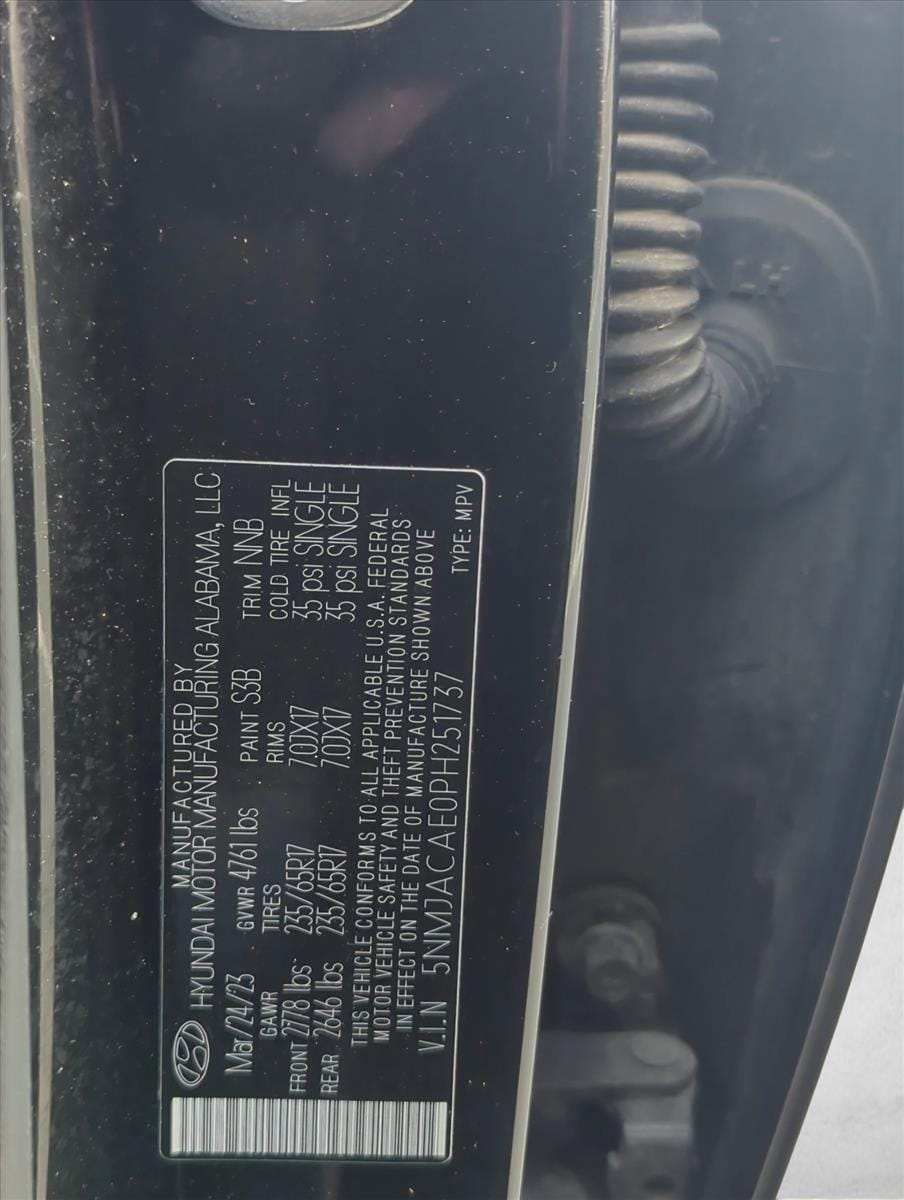 MANUFACTURED BY
HYUNDAI MOTOR MANUFACTURING ALABAMA, LLC
Mar/24/23 GVWR 4761 lbs PAINT S3B TRIM NNB
GAWR TIRES RIMS COLD TIRE INFL
FRONT 2778 lbs 235/65R17 7.0JX17 35 psi SINGLE
REAR 2646 lbs 235/65R17 7.0JX17 35 psi SINGLE
THIS VEHICLE CONFORMS TO ALL APPLICABLE U.S.A. FEDERAL
MOTOR VEHICLE SAFETY AND THEFT PREVENTION STANDARDS
IN EFFECT ON THE DATE OF MANUFACTURE SHOWN ABOVE
V.I.N 5NMJACAE0PH251737 TYPE: MPV